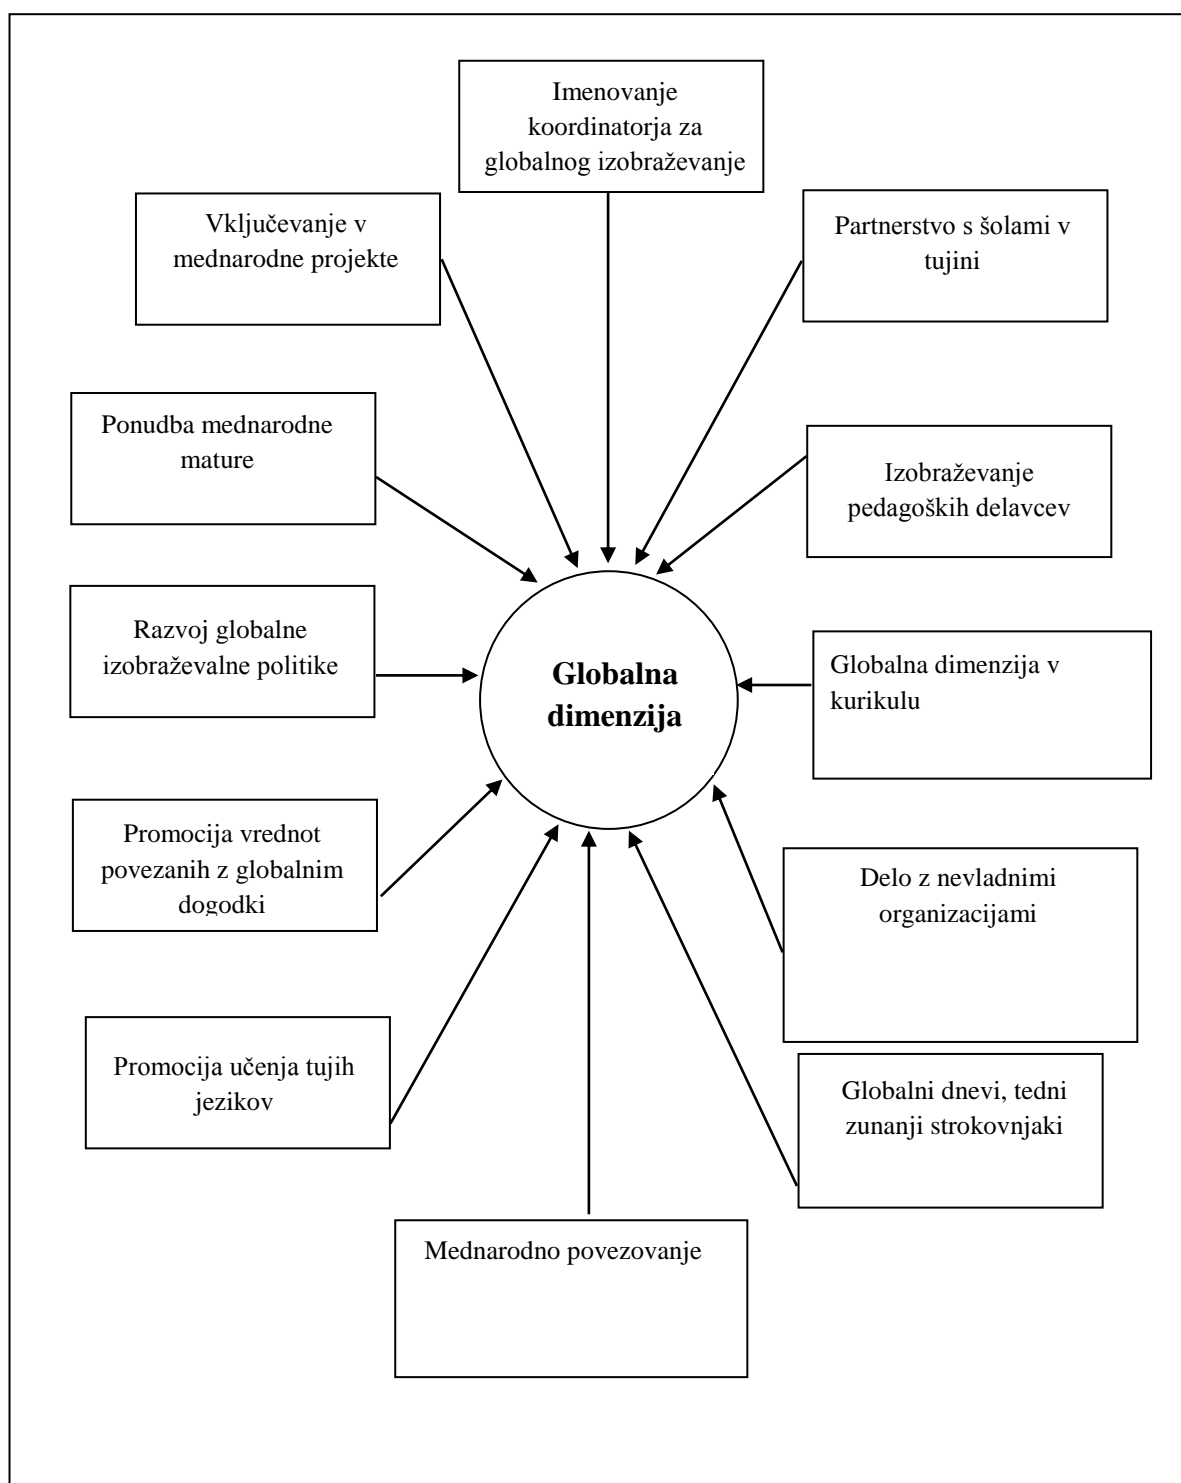 Imenovanje
koordinatorja za
globalnog izobraževanje
Vključevanje v
mednarodne projekte
Partnerstvo s šolami v
tujini
Ponudba mednarodne
mature
Izobraževanje
pedagoških delavcev
Razvoj globalne
izobraževalne politike
Globalna
dimenzija
Globalna dimenzija v
kurikulu
Promocija vrednot
povezanih z globalnim
dogodki
Delo z nevladnimi
organizacijami
Promocija učenja tujih
jezikov
Globalni dnevi, tedni
zunanji strokovnjaki
Mednarodno povezovanje